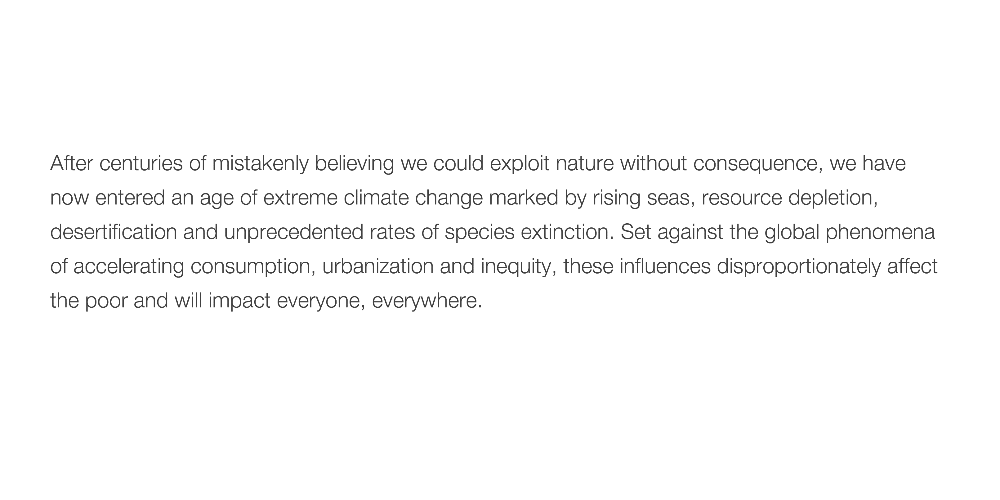 After centuries of mistakenly believing we could exploit nature without consequence, we have
now entered an age of extreme climate change marked by rising seas, resource depletion,
desertification and unprecedented rates of species extinction. Set against the global phenomena
of accelerating consumption, urbanization and inequity, these influences disproportionately affect
the poor and will impact everyone, everywhere.